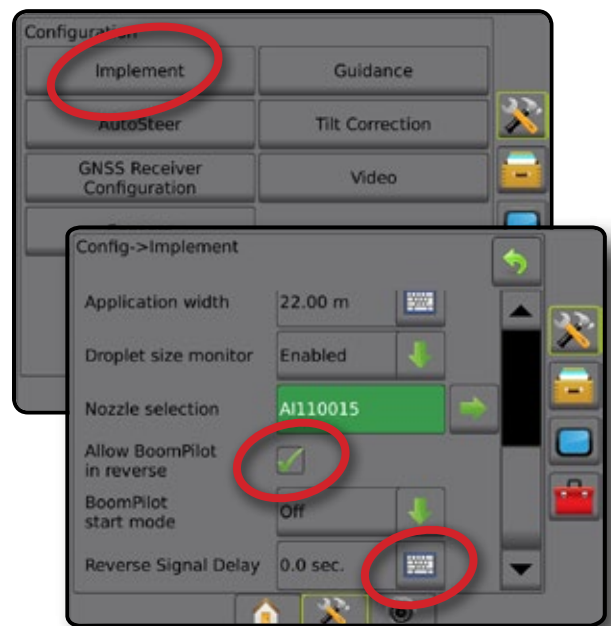 Configuration
Implement
Guidance
AutoSteer
Tilt Correction
GNSS Receiver
Configuration
Video
Config->Implement
Application width
22.00 m
Droplet size monitor
Enabled
Nozzle selection
AI110015
Allow BoomPilot
in reverse
BoomPilot
start mode
Off
Reverse Signal Delay
0.0 sec.